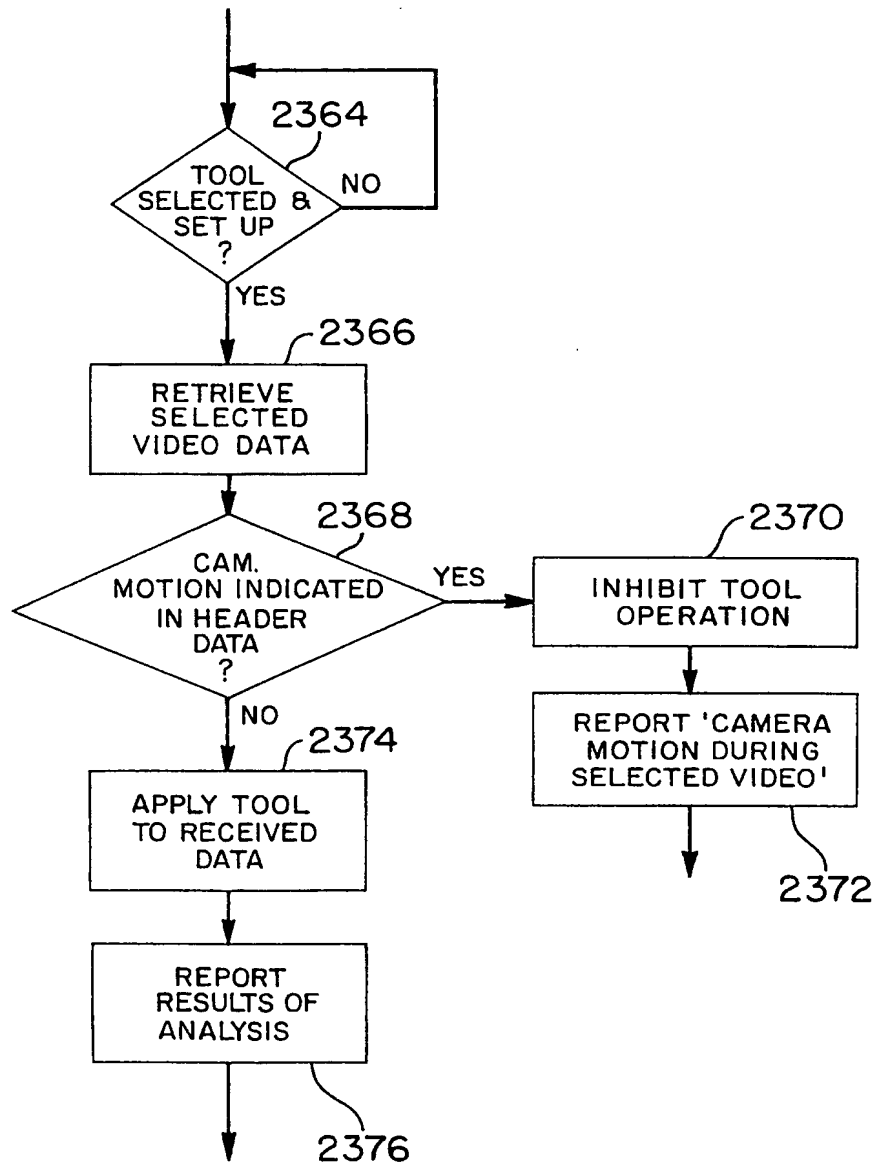 2364
TOOL
SELECTED &
SET UP
?
NO
YES
2366
RETRIEVE
SELECTED
VIDEO DATA
2368
CAM.
MOTION INDICATED
IN HEADER
DATA
?
YES
NO
2370
INHIBIT TOOL
OPERATION
REPORT 'CAMERA
MOTION DURING
SELECTED VIDEO'
2372
2374
APPLY TOOL
TO RECEIVED
DATA
REPORT
RESULTS OF
ANALYSIS
2376